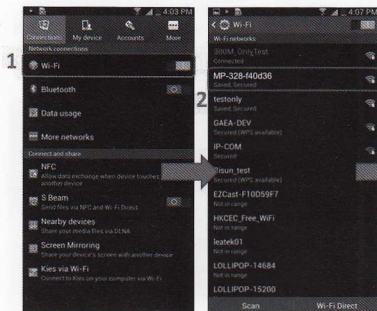 4:03 PM
Connections
My device
Accounts
More
Network connections
1
Wi-Fi
Bluetooth
Data usage
More networks
Connect and share
NFC
Allow data exchange when device touches
another device
S Beam
Send files via NFC and Wi-Fi Direct
Nearby devices
Share your media files via DLNA
Screen Mirroring
Share your device's screen with another device
Kies via Wi-Fi
Connect to Kies on your computer via Wi-Fi
4:07 PM
Wi-Fi
Wi-Fi networks
300M_OnlyTest
Connected
MP-328-f40d36
Saved, Secured
2
testonly
Saved, Secured
GAEA-DEV
Secured (WPS available)
IP-COM
Secured
Secured (WPS available)
EZCast-F10D59F7
Not in range
HKCEC_Free_WiFi
Not in range
leatek01
Not in range
LOLLIPOP-14684
Not in range
LOLLIPOP-15200
Scan
Wi-Fi Direct